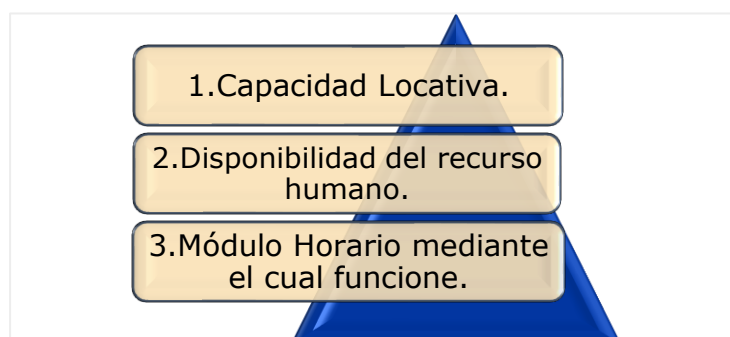 1.Capacidad Locativa.
2.Disponibilidad del recurso
humano.
3.Módulo Horario mediante
el cual funcione.